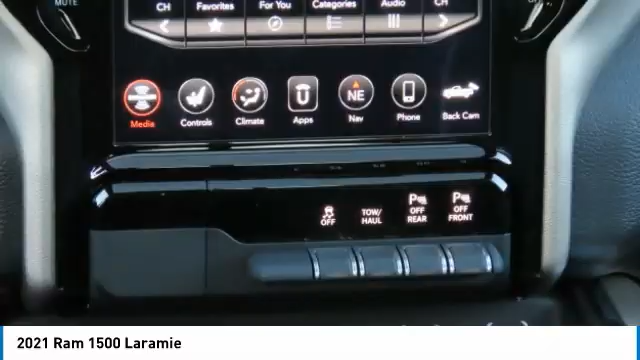 MUTE
CH Favorites For You Categories Audio CH
Media Controls Climate Apps Nav Phone Back Cam
NE
OFF
TOW/
HAUL
P
OFF
REAR
P
OFF
FRONT
2021 Ram 1500 Laramie